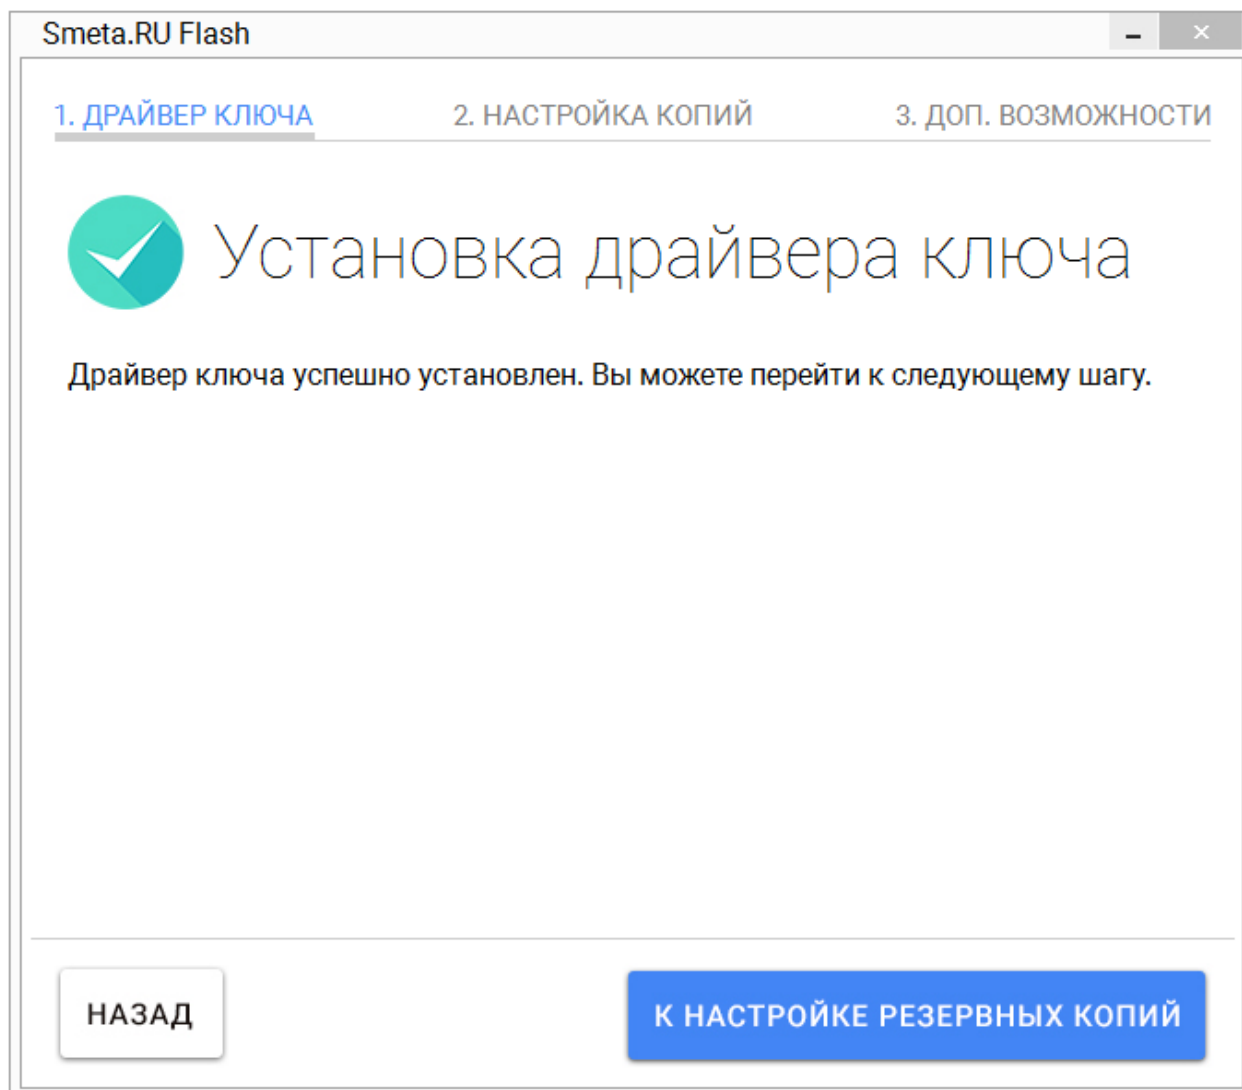 Smeta.RU Flash
1. ДРАЙВЕР КЛЮЧА 2. НАСТРОЙКА КОПИЙ 3. ДОП. ВОЗМОЖНОСТИ
Установка драйвера ключа
Драйвер ключа успешно установлен. Вы можете перейти к следующему шагу.
НАЗАД К НАСТРОЙКЕ РЕЗЕРВНЫХ КОПИЙ